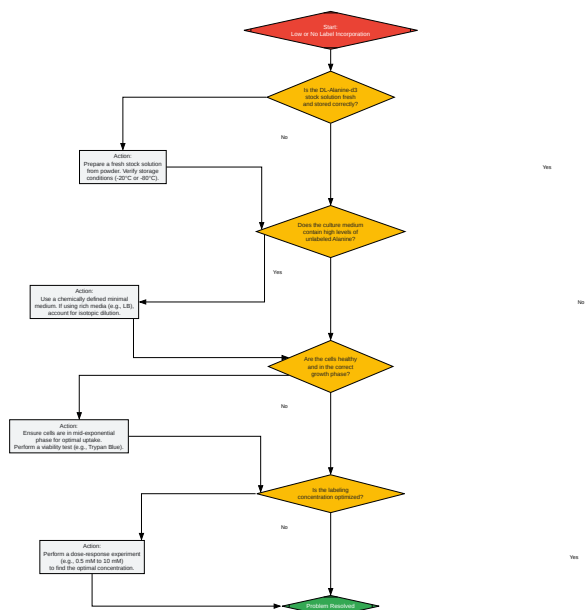 Start:
Low or No Label Incorporation
Is the DL-Alanine-d3
stock solution fresh
and stored correctly?
No
Yes
Action:
Prepare a fresh stock solution
from powder. Verify storage
conditions (-20°C or -80°C).
Does the culture medium
contain high levels of
unlabeled Alanine?
Yes
No
Action:
Use a chemically defined minimal
medium. If using rich media (e.g., LB),
account for isotopic dilution.
Are the cells healthy
and in the correct
growth phase?
No
Action:
Ensure cells are in mid-exponential
phase for optimal uptake.
Perform a viability test (e.g., Trypan Blue).
Is the labeling
concentration optimized?
No
Yes
Action:
Perform a dose-response experiment
(e.g., 0.5 mM to 10 mM)
to find the optimal concentration.
Problem Resolved